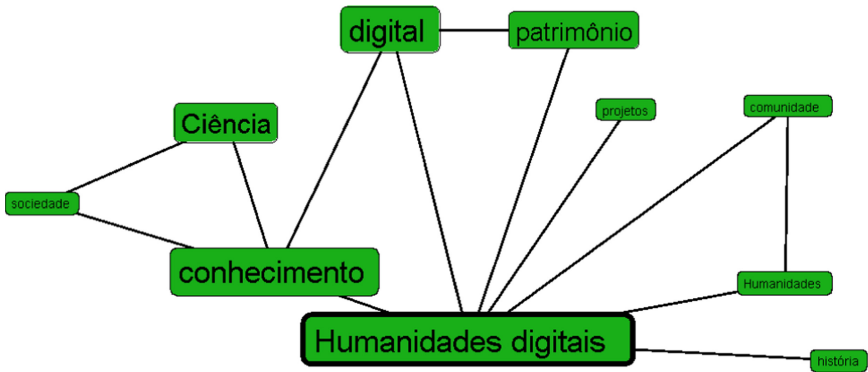 digital
patrimônio
projetos
comunidade
Ciência
sociedade
conhecimento
Humanidades
Humanidades digitais
história